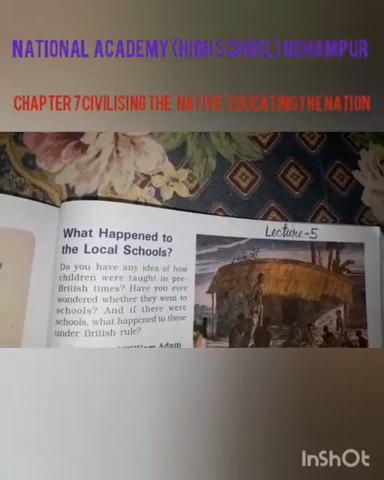 NATIONAL ACADEMY (HIGH SCHOOL) UDHAMPUR
CHAPTER 7 CIVILISING THE "NATIVE" EDUCATING THE NATION
Lecture-5
What Happened to
the Local Schools?
Do you have any idea of how
children were taught in pre-
British times? Have you ever
wondered whether they went to
schools? And if there were
schools, what happened to these
under British rule?
Adam
InShOt